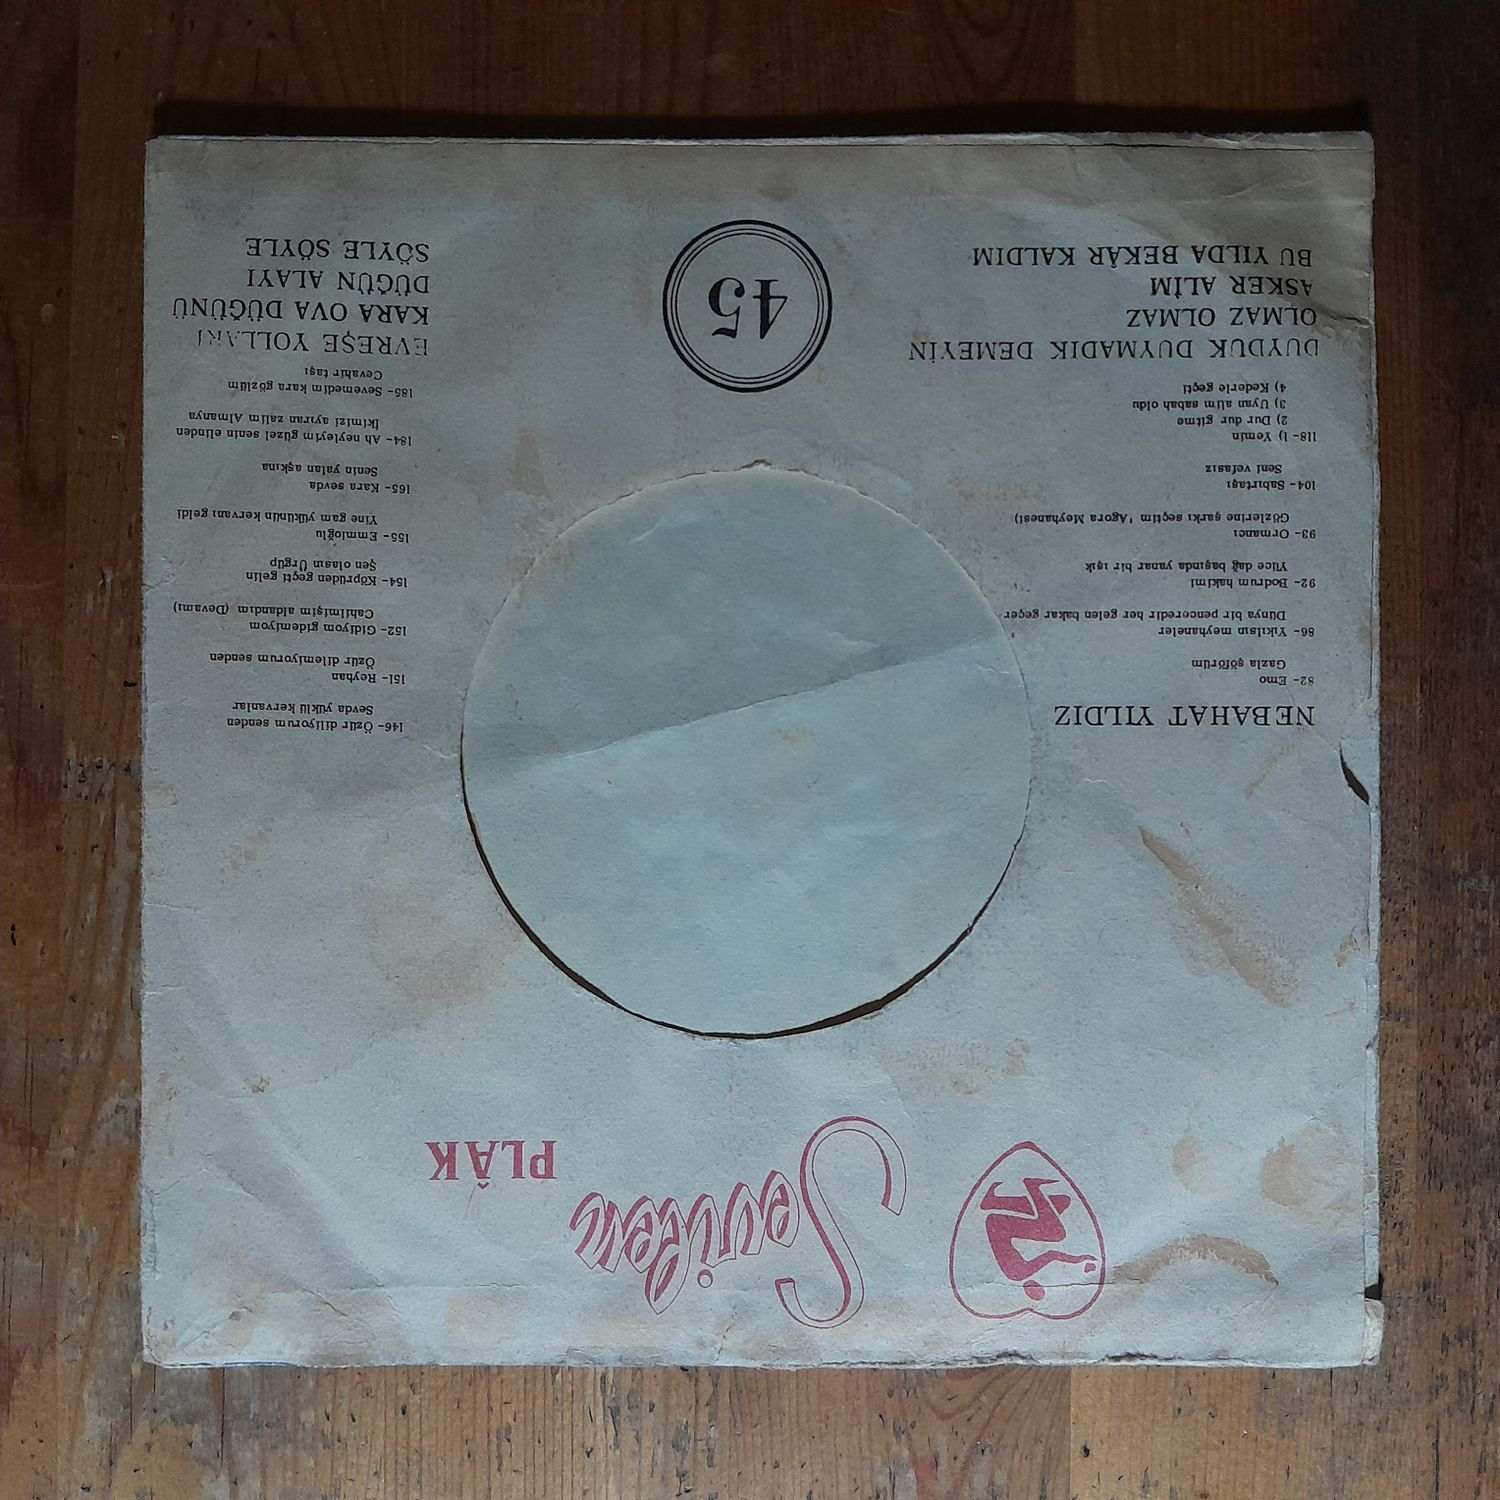 Sevilen
PLÂK
NEBAHAT YILDIZ
82- Emo
Gazla şöförüm
86- Yıkılsın meyhaneler
Dünya bir penceredir her gelen bakar geçer
92- Bodrum hakimi
Yüce dağ başında yanar bir ışık
93- Ormancı
Gözlerine şarkı seçtim 'Agora Meyhanesi)
104- Sabırtaşı
Seni vefasız
118- 1) Yemin
2) Dur dur gitme
3) Uyan alim sabah oldu
4) Kederle geçti
DUYDUK DUYMADIK DEMEYİN
OLMAZ OLMAZ
ASKER ALİM
BU YILDA BEKÂR KALDIM
146- Özür diliyorum senden
Sevda yüklü kervanlar
151- Reyhan
Özür dilemiyorum senden
152- Gidiyom gidemiyom
Cahilmişim aldandım (Devamı)
154- Köprüden geçti gelin
Şen olasın Ürgüp
155- Emmioğlu
Yine gam yükünün kervanı geldi
165- Kara sevda
Senin yalan aşkına
184- Ah neyleyim güzel senin elinden
İkimizi ayıran zalim Almanya
185- Sevemedim kara gözlüm
Cevahir taşı
EVREŞE YOLLARI
KARA OVA DÜĞÜNÜ
DÜĞÜN ALAYI
SÖYLE SÖYLE
45